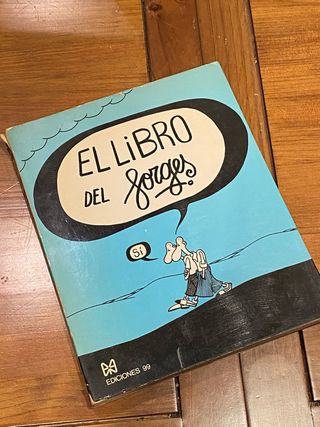 EL LiBRO
DEL forges.
Sí
EDICIONES 99